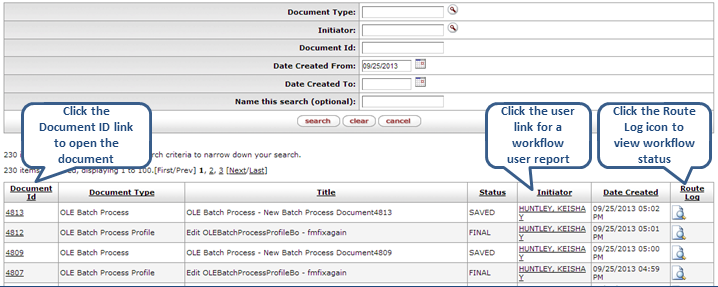 Document Type:
Initiator:
Document Id:
Date Created From: 09/25/2013
Date Created To:
Name this search (optional):
search clear cancel
Click the
Document ID link
to open the
document
Click the user
link for a
workflow
user report
Click the Route
Log icon to
view workflow
status
230 rch criteria to narrow down your search.
230 items ed, displaying 1 to 100.[First/Prev] 1, 2, 3 [Next/Last]
Document Id Document Type Title Status Initiator Date Created Route Log
4813 OLE Batch Process OLE Batch Process - New Batch Process Document4813 SAVED HUNTLEY, KEISHA Y 09/25/2013 05:02 PM
4812 OLE Batch Process Profile Edit OLEBatchProcessProfileBo - fmfixagain FINAL HUNTLEY, KEISHA Y 09/25/2013 05:01 PM
4809 OLE Batch Process OLE Batch Process - New Batch Process Document4809 SAVED HUNTLEY, KEISHA Y 09/25/2013 05:00 PM
4807 OLE Batch Process Profile Edit OLEBatchProcessProfileBo - fmfixagain FINAL HUNTLEY, KEISHA Y 09/25/2013 04:59 PM